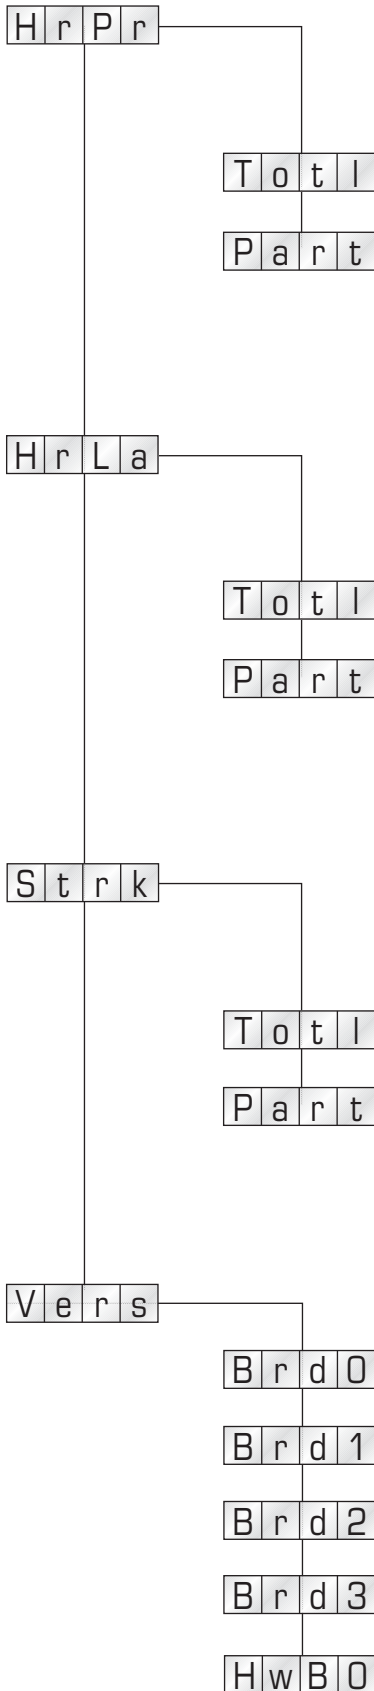 HrPr
Totl
Part
HrLa
Totl
Part
Strk
Totl
Part
Vers
Brd0
Brd1
Brd2
Brd3
HwB0